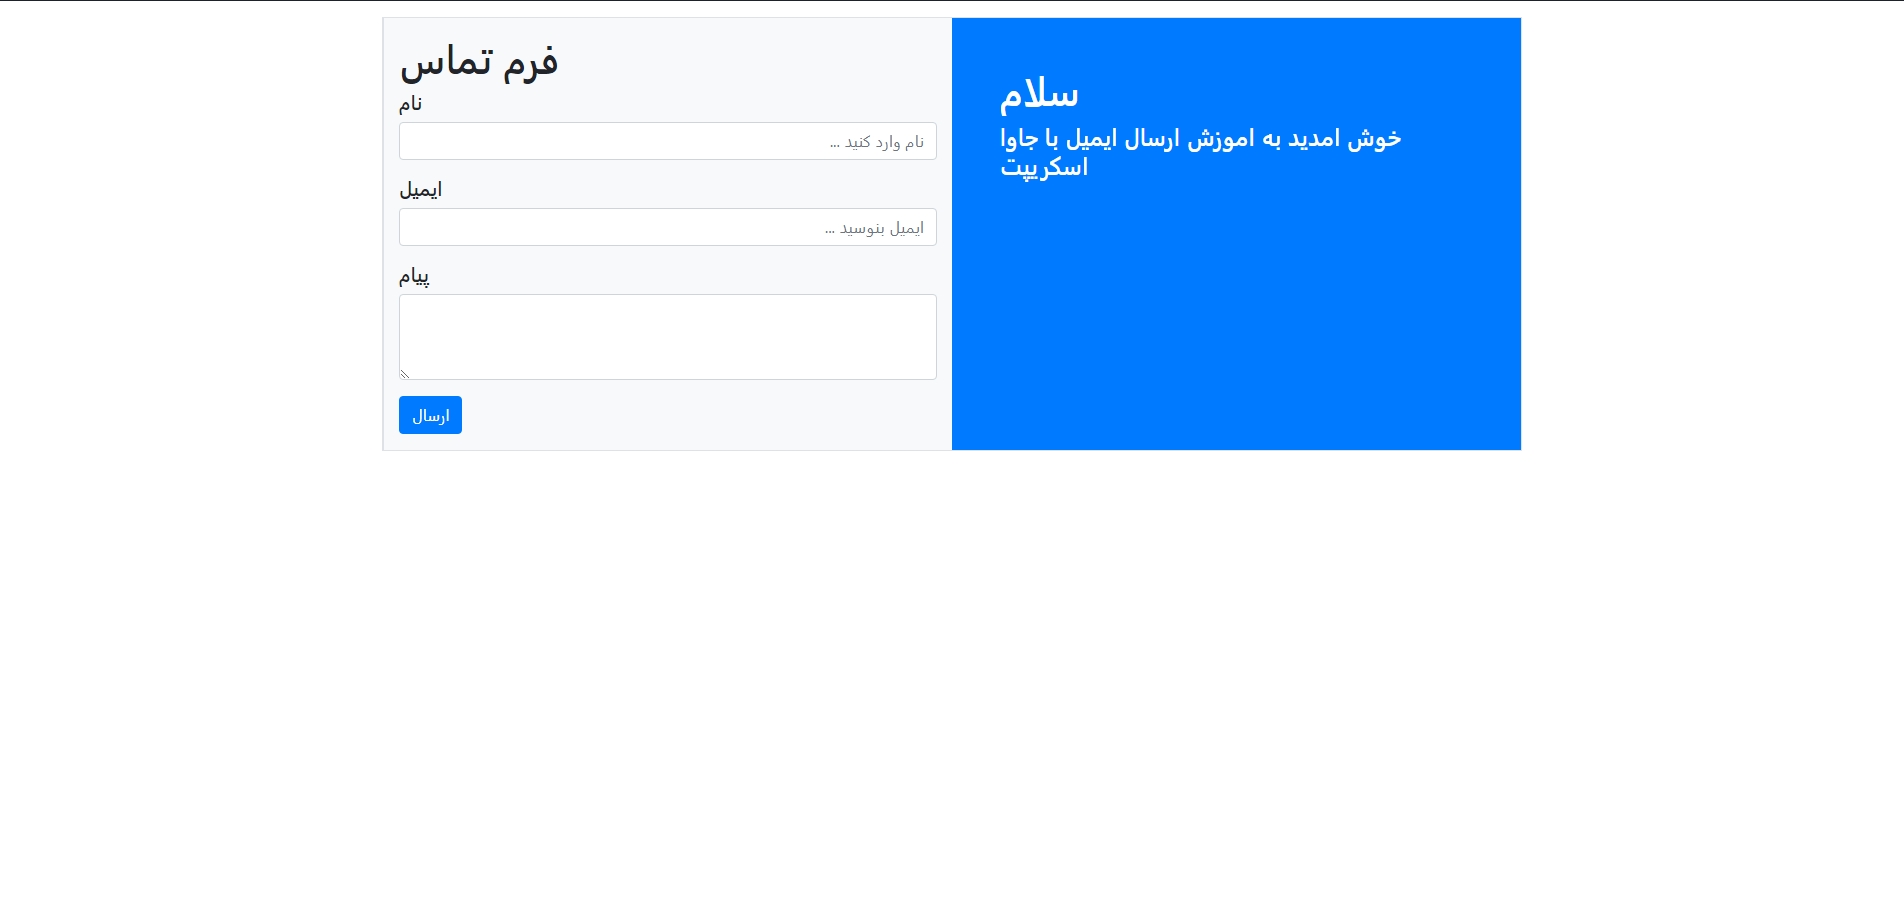 سلام
خوش امدید به اموزش ارسال ایمیل با جاوا
اسکریپت
فرم تماس
نام
نام وارد کنید ...
ایمیل
ایمیل بنوسید ...
پیام
ارسال